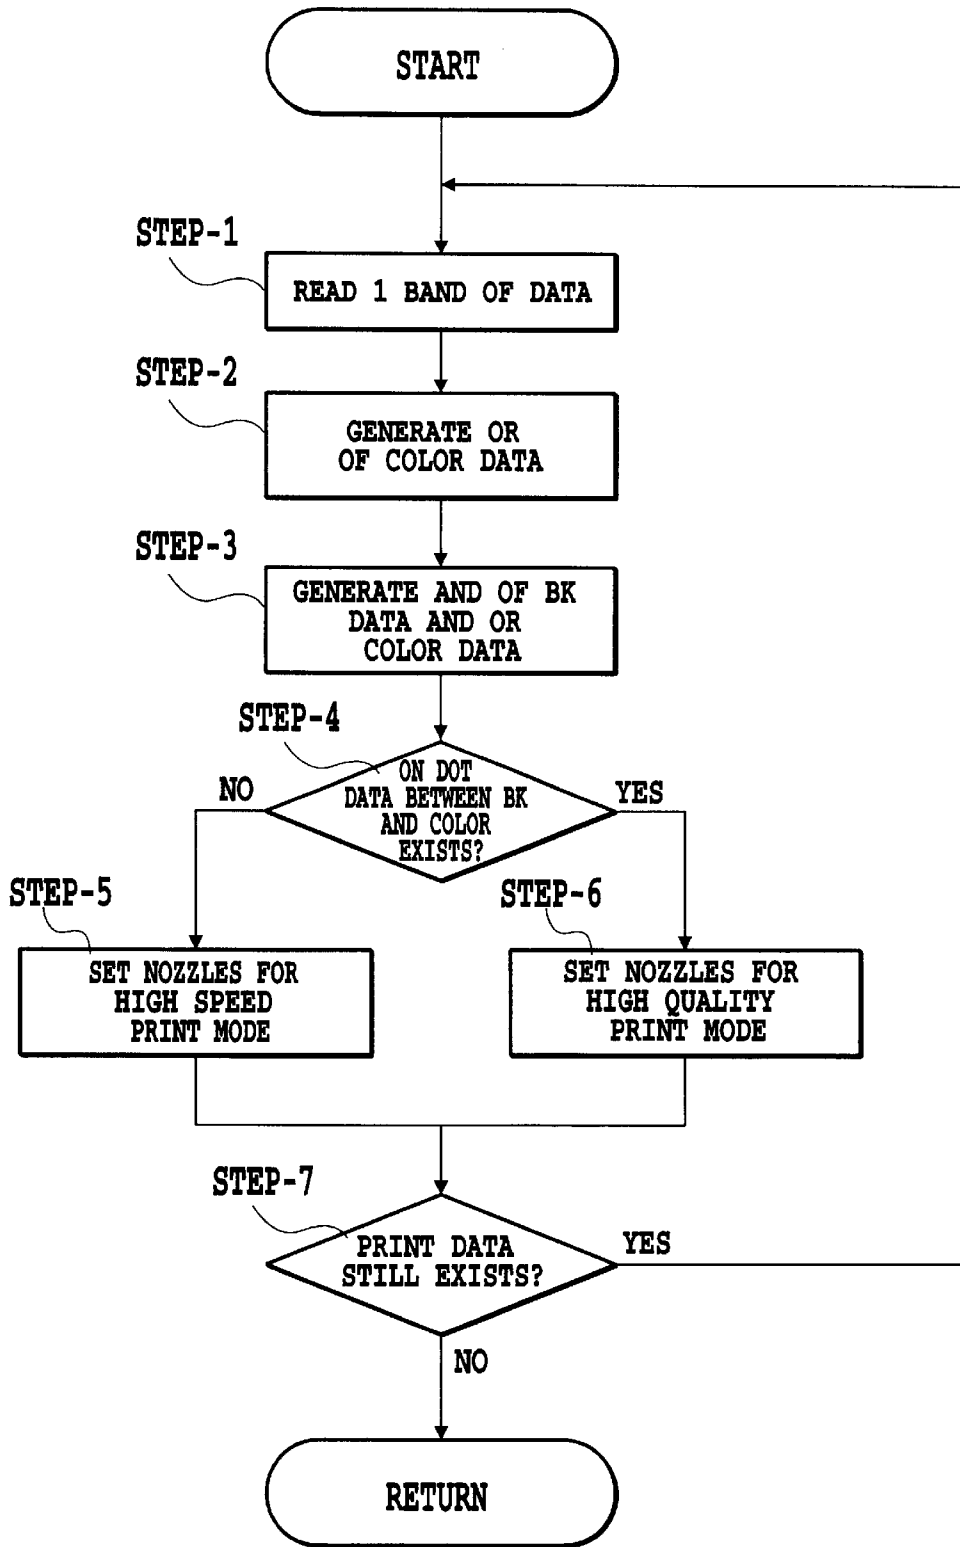 START
STEP-1
READ 1 BAND OF DATA
STEP-2
GENERATE OR
OF COLOR DATA
STEP-3
GENERATE AND OF BK
DATA AND OR
COLOR DATA
STEP-4
ON DOT
DATA BETWEEN BK
AND COLOR
EXISTS?
NO
YES
STEP-5
SET NOZZLES FOR
HIGH SPEED
PRINT MODE
STEP-6
SET NOZZLES FOR
HIGH QUALITY
PRINT MODE
STEP-7
PRINT DATA
STILL EXISTS?
YES
NO
RETURN